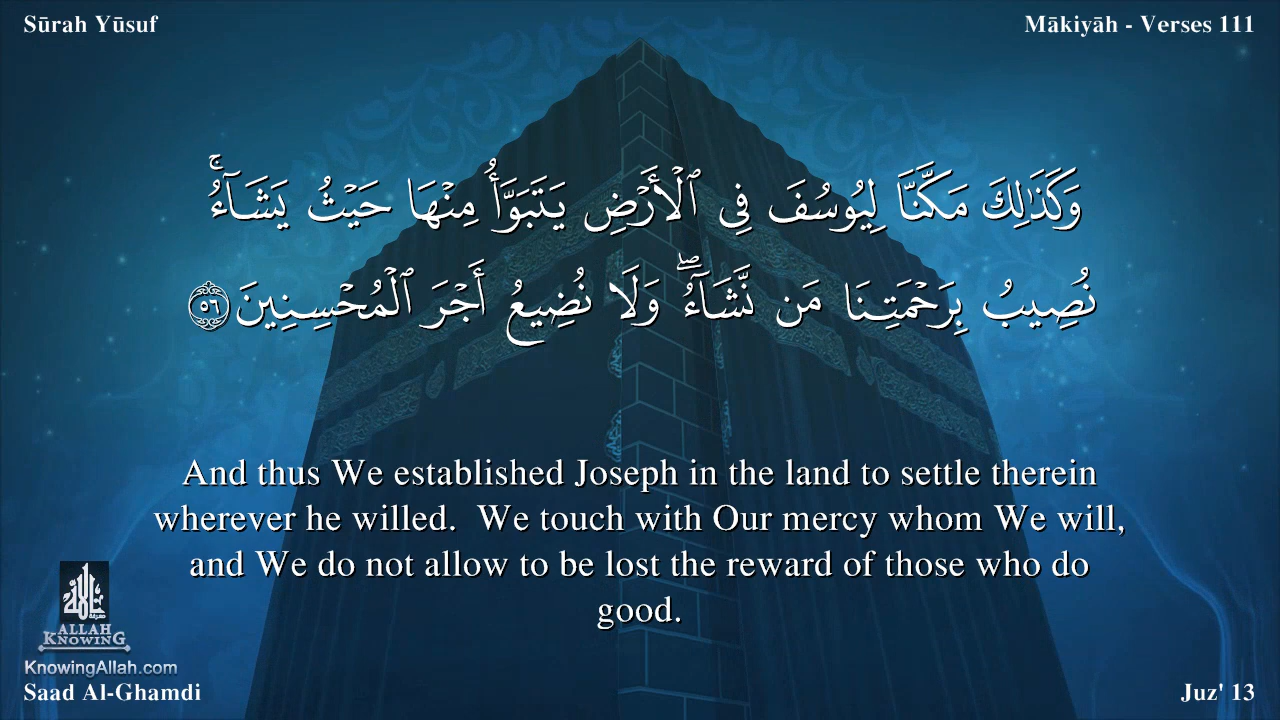 Sūrah Yūsuf
Mākiyāh - Verses 111
وَكَذَٰلِكَ مَكَّنَّا لِيُوسُفَ فِى ٱلْأَرْضِ يَتَبَوَّأُ مِنْهَا حَيْثُ يَشَآءُ ۚ
نُصِيبُ بِرَحْمَتِنَا مَن نَّشَآءُ ۖ وَلَا نُضِيعُ أَجْرَ ٱلْمُحْسِنِينَ ٥٦
And thus We established Joseph in the land to settle therein
wherever he willed.  We touch with Our mercy whom We will,
and We do not allow to be lost the reward of those who do
good.
ALLAH
KNOWING
KnowingAllah.com
Saad Al-Ghamdi
Juz' 13